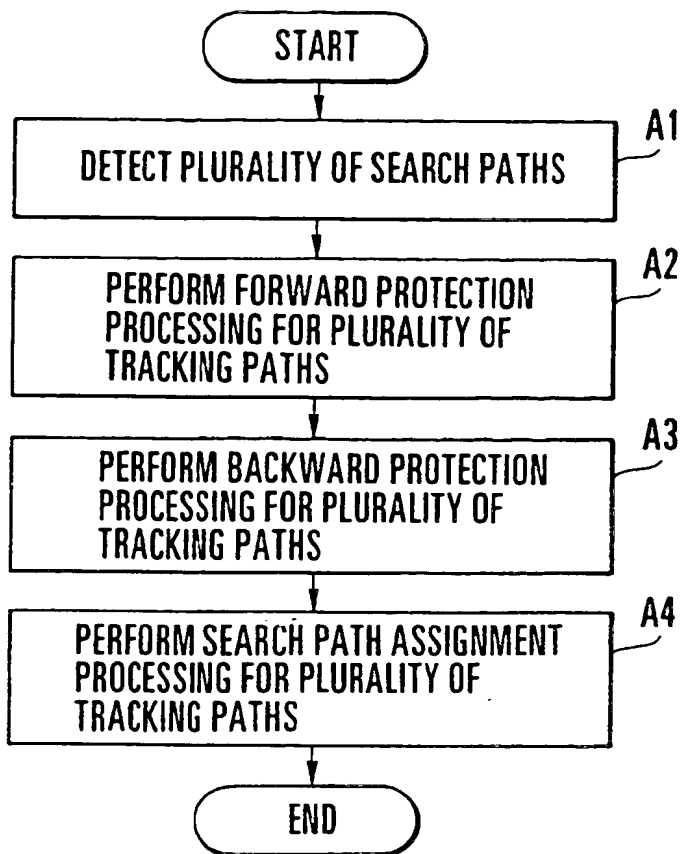 START
A1
DETECT PLURALITY OF SEARCH PATHS
A2
PERFORM FORWARD PROTECTION
PROCESSING FOR PLURALITY OF
TRACKING PATHS
A3
PERFORM BACKWARD PROTECTION
PROCESSING FOR PLURALITY OF
TRACKING PATHS
A4
PERFORM SEARCH PATH ASSIGNMENT
PROCESSING FOR PLURALITY OF
TRACKING PATHS
END